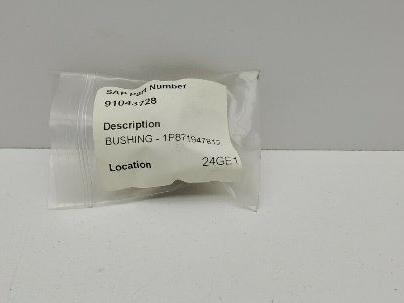 SAP Part Number
91043728
Description
BUSHING -
Location 24GE1